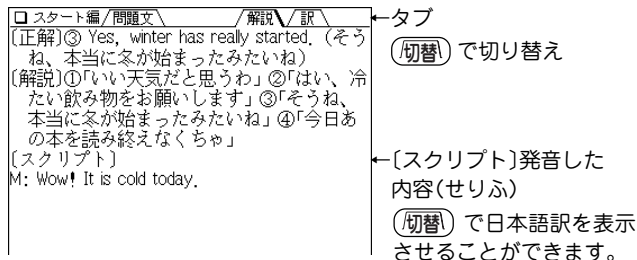 スタート編 問題文 解説 訳
〔正解〕③ Yes, winter has really started. (そう
ね、本当に冬が始まったみたいね)
〔解説〕①「いい天気だと思うわ」②「はい、冷
たい飲み物をお願いします」③「そうね、
本当に冬が始まったみたいね」④「今日あ
の本を読み終えなくちゃ」
〔スクリプト〕
M: Wow! It is cold today.
←タブ
切替 で切り替え
←〔スクリプト〕発音した
内容(せりふ)
切替 で日本語訳を表示
させることができます。